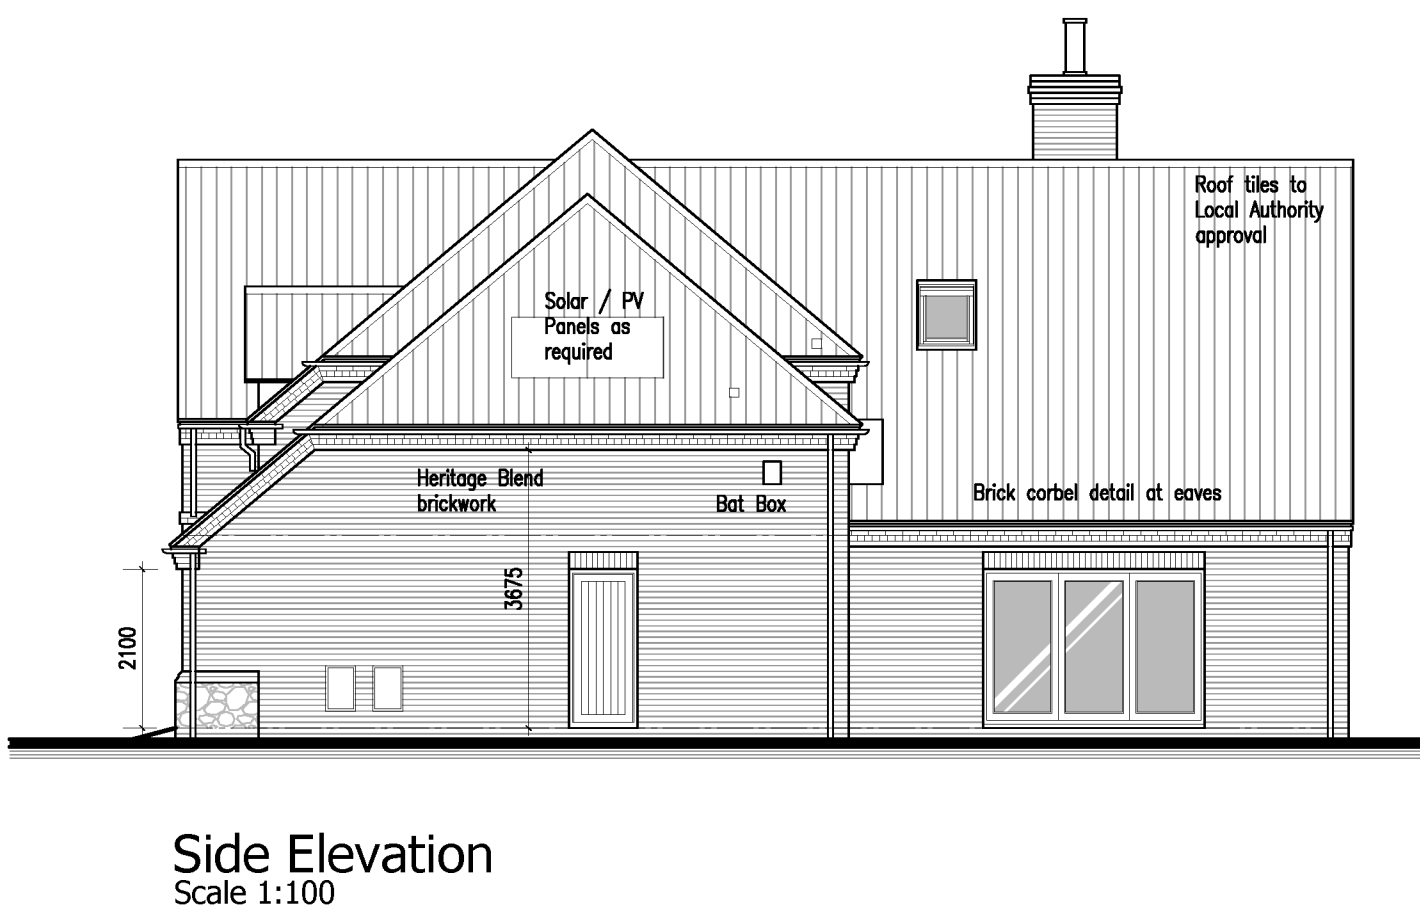 Roof tiles to
Local Authority
approval
Solar / PV
Panels as
required
Heritage Blend
brickwork
Bat Box
Brick corbel detail at eaves
3675
2100
Side Elevation
Scale 1:100